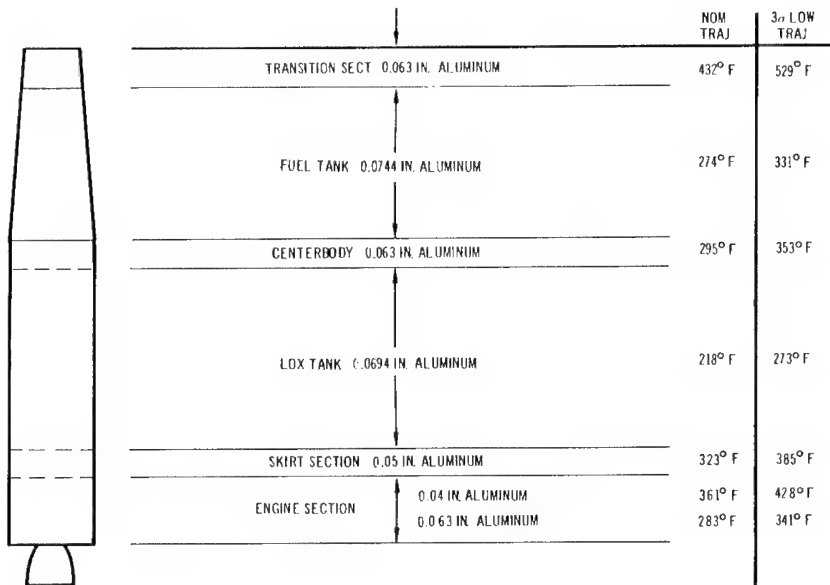 NOM TRAJ 3σ LOW TRAJ
TRANSITION SECT 0.063 IN. ALUMINUM 432° F 529° F
FUEL TANK 0.0744 IN. ALUMINUM 274° F 331° F
CENTERBODY 0.063 IN. ALUMINUM 295° F 353° F
LOX TANK 0.0694 IN. ALUMINUM 218° F 273° F
SKIRT SECTION 0.05 IN. ALUMINUM 323° F 385° F
ENGINE SECTION 0.04 IN. ALUMINUM 361° F 428° F
0.063 IN. ALUMINUM 283° F 341° F